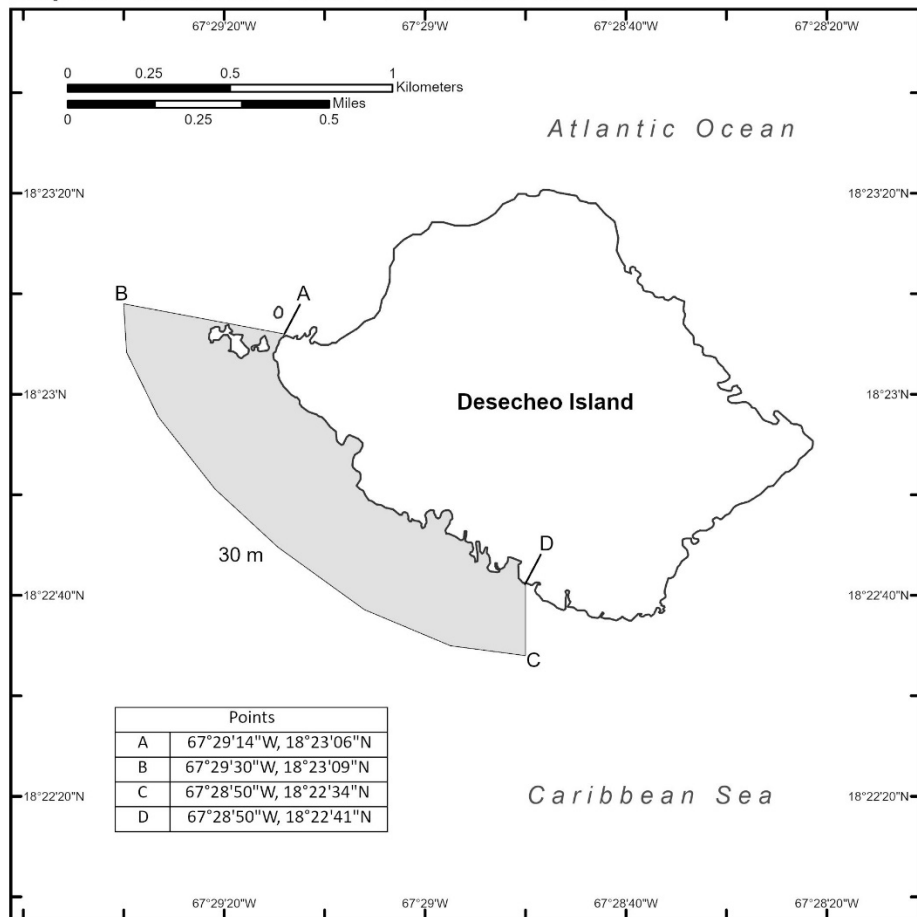 67°29'20"W 67°29'W 67°28'40"W 67°28'20"W
0 0.25 0.5 1
Kilometers
Miles
0 0.25 0.5
Atlantic Ocean
18°23'20"N 18°23'20"N
B A
18°23'N 18°23'N
Desecheo Island
D
30 m
18°22'40"N 18°22'40"N
C
Points
A 67°29'14"W, 18°23'06"N
B 67°29'30"W, 18°23'09"N
C 67°28'50"W, 18°22'34"N
D 67°28'50"W, 18°22'41"N
Caribbean Sea
18°22'20"N 18°22'20"N
67°29'20"W 67°29'W 67°28'40"W 67°28'20"W